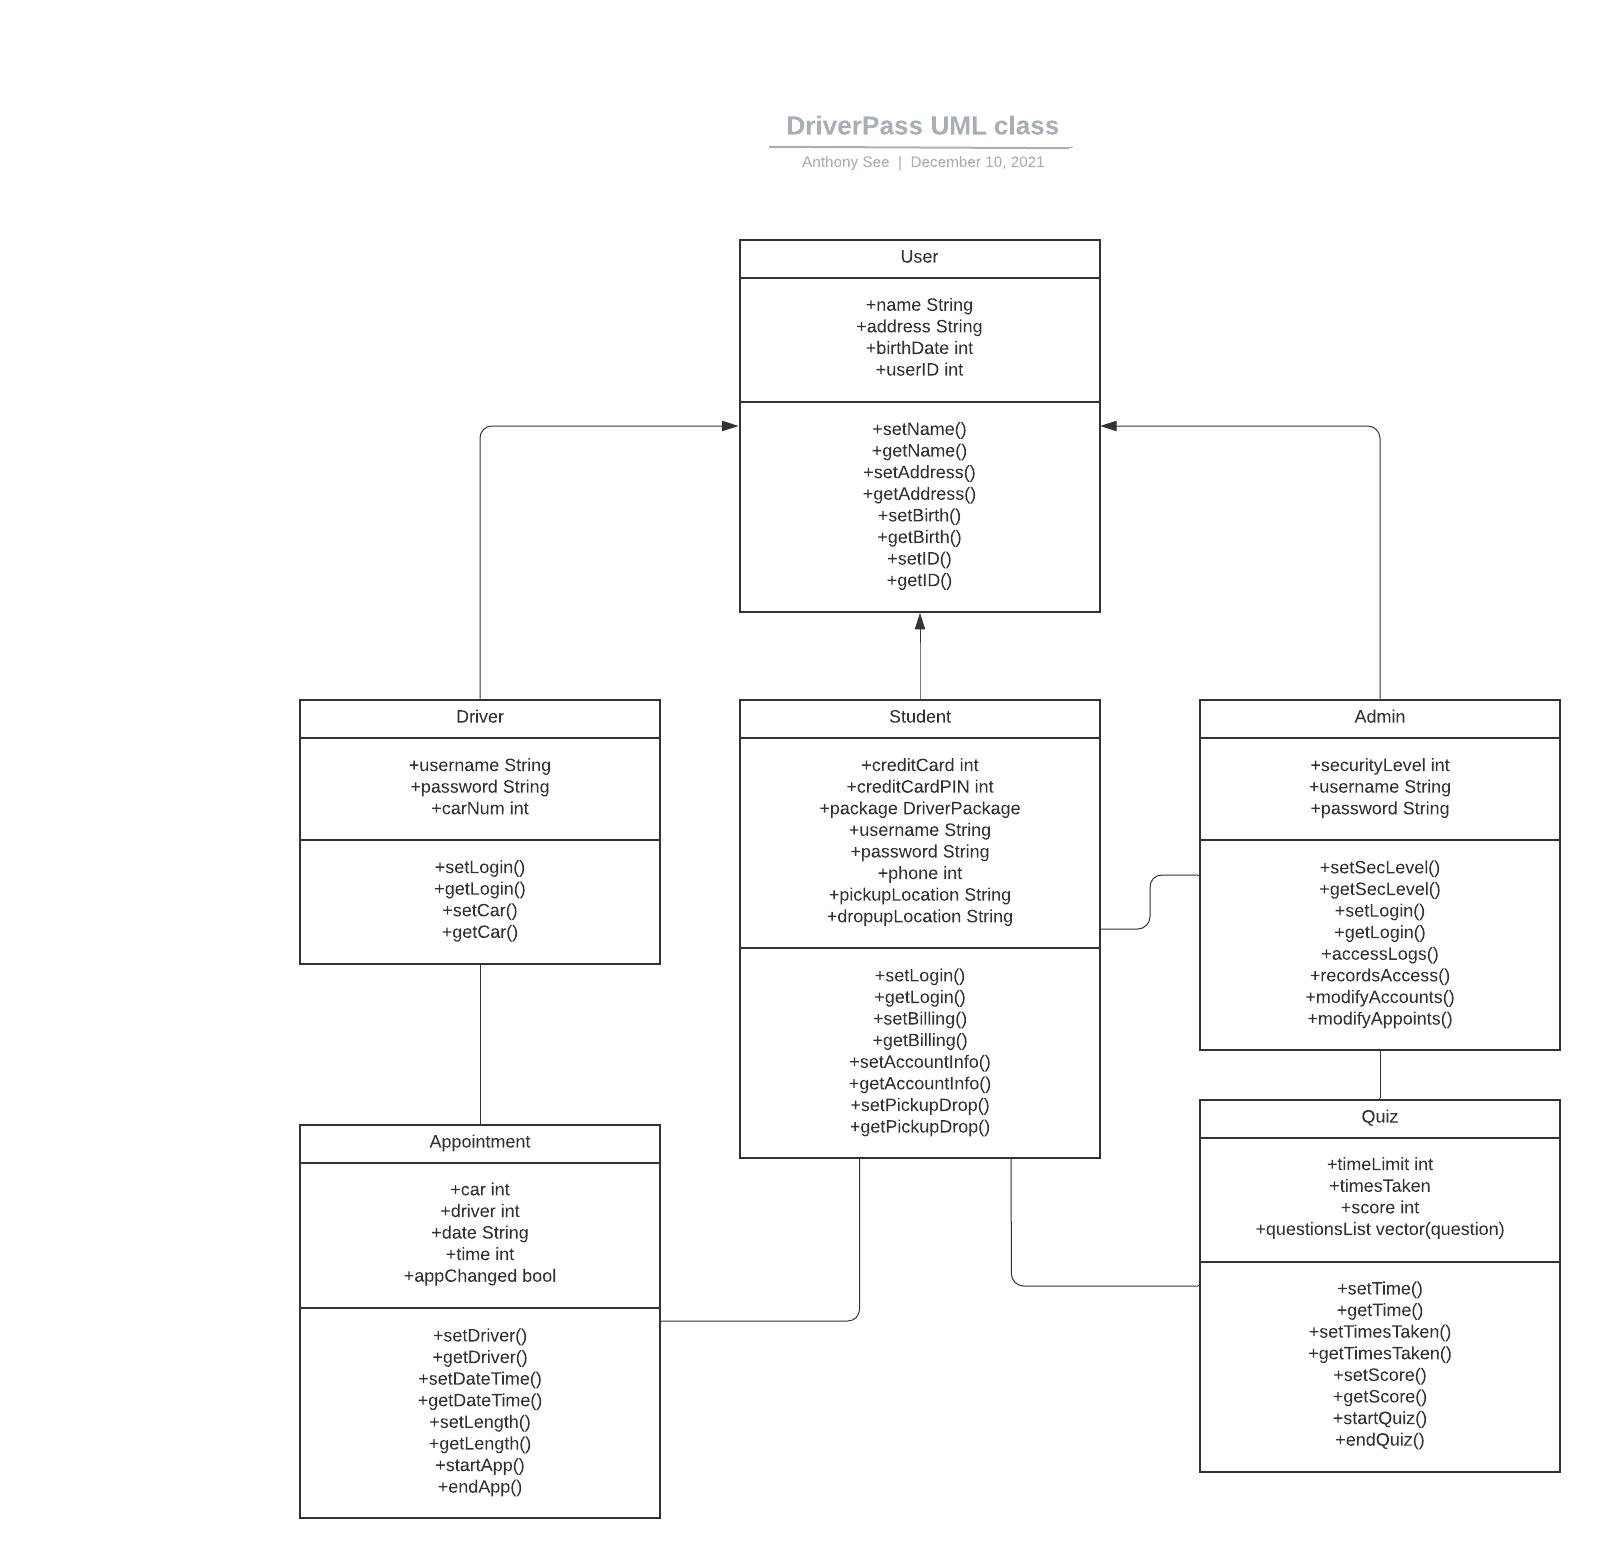 DriverPass UML class
Anthony See | December 10, 2021
User
+name String
+address String
+birthDate int
+userID int
+setName()
+getName()
+setAddress()
+getAddress()
+setBirth()
+getBirth()
+setID()
+getID()
Driver
+username String
+password String
+carNum int
+setLogin()
+getLogin()
+setCar()
+getCar()
Student
+creditCard int
+creditCardPIN int
+package DriverPackage
+username String
+password String
+phone int
+pickupLocation String
+dropupLocation String
+setLogin()
+getLogin()
+setBilling()
+getBilling()
+setAccountInfo()
+getAccountInfo()
+setPickupDrop()
+getPickupDrop()
Admin
+securityLevel int
+username String
+password String
+setSecLevel()
+getSecLevel()
+setLogin()
+getLogin()
+accessLogs()
+recordsAccess()
+modifyAccounts()
+modifyAppoints()
Appointment
+car int
+driver int
+date String
+time int
+appChanged bool
+setDriver()
+getDriver()
+setDateTime()
+getDateTime()
+setLength()
+getLength()
+startApp()
+endApp()
Quiz
+timeLimit int
+timesTaken
+score int
+questionsList vector(question)
+setTime()
+getTime()
+setTimesTaken()
+getTimesTaken()
+setScore()
+getScore()
+startQuiz()
+endQuiz()